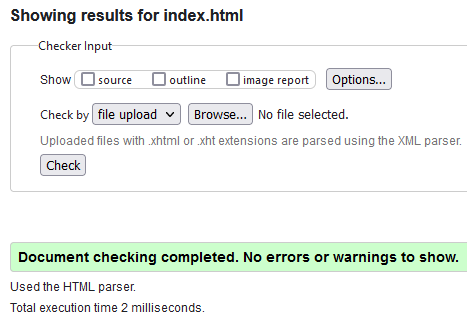 Showing results for index.html
Checker Input
Show source outline image report Options...
Check by file upload Browse... No file selected.
Uploaded files with .xhtml or .xht extensions are parsed using the XML parser.
Check
Document checking completed. No errors or warnings to show.
Used the HTML parser.
Total execution time 2 milliseconds.